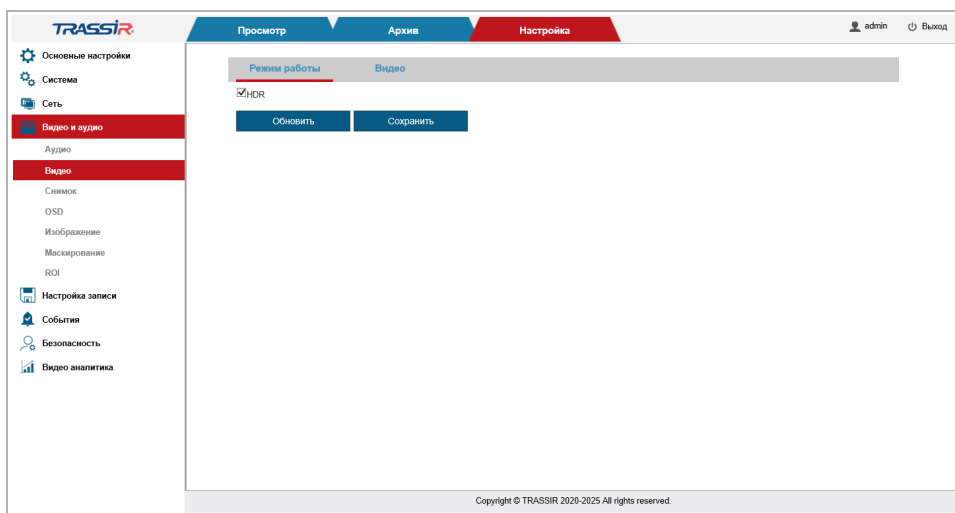 TRASSIR
Просмотр
Архив
Настройка
admin
Выход
Основные настройки
Система
Сеть
Видео и аудио
Аудио
Видео
Снимок
OSD
Изображение
Маскирование
ROI
Настройка записи
События
Безопасность
Видео аналитика
Режим работы
Видео
HDR
Обновить
Сохранить
Copyright © TRASSIR 2020-2025 All rights reserved.